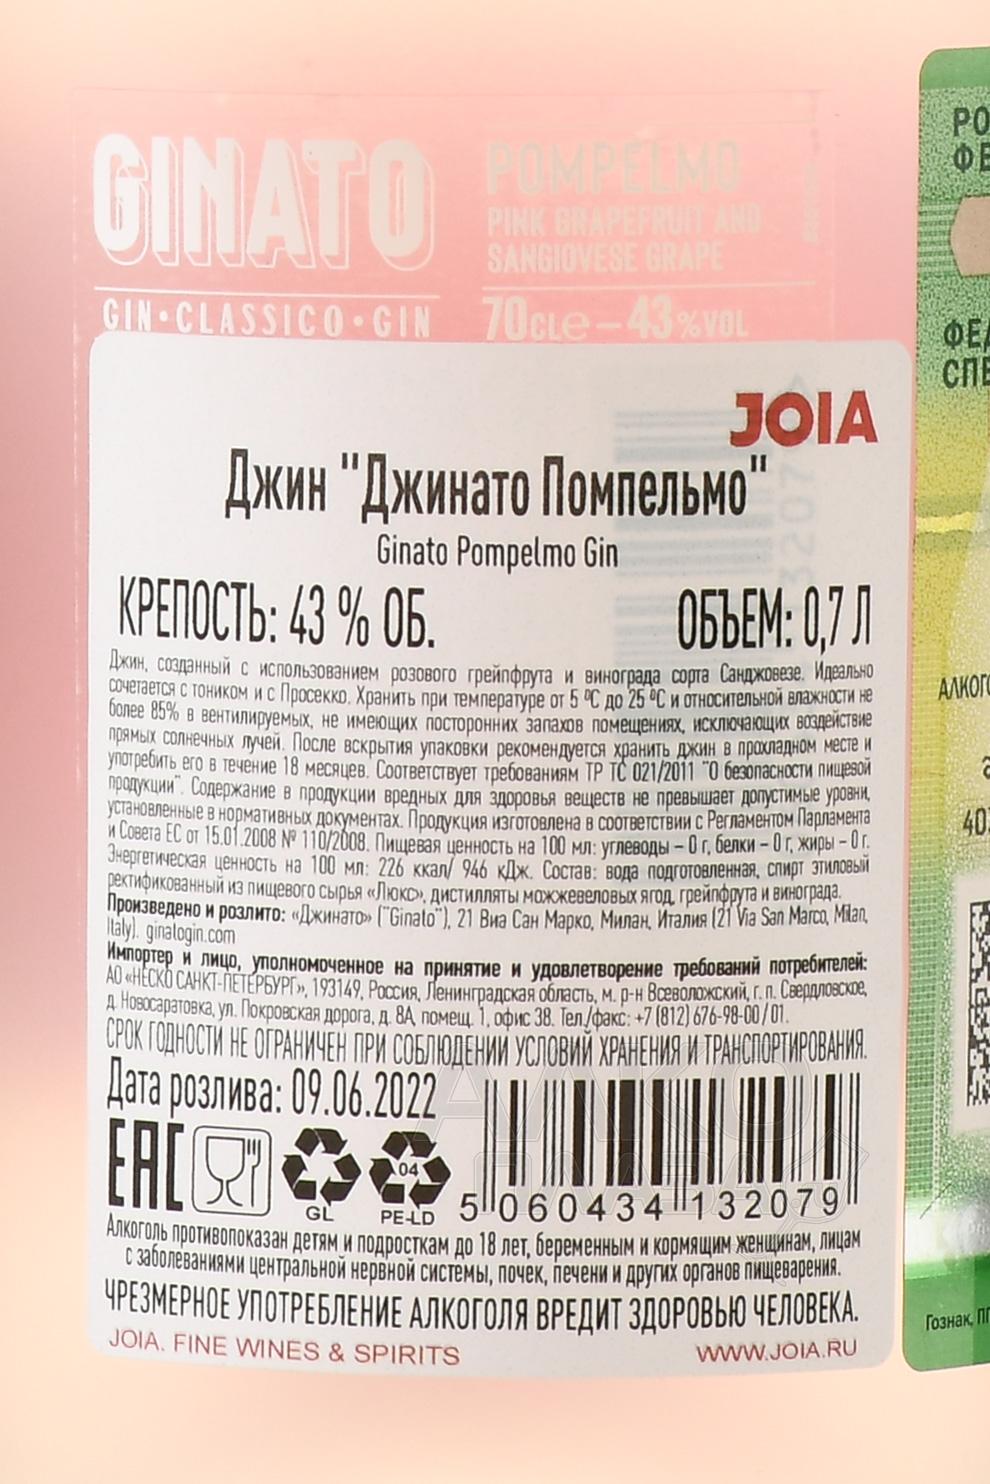 GINATO
GIN·CLASSICO·GIN
POMPELMO
PINK GRAPEFRUIT AND
SANGIOVESE GRAPE
70CLe–43%VOL
JOIA
Джин "Джинато Помпельмо"
Ginato Pompelmo Gin
КРЕПОСТЬ: 43 % ОБ. ОБЪЕМ: 0,7 Л
Джин, созданный с использованием розового грейпфрута и винограда сорта Санджовезе. Идеально
сочетается с тоником и с Просекко. Хранить при температуре от 5 ºС до 25 ºС и относительной влажности не
более 85% в вентилируемых, не имеющих посторонних запахов помещениях, исключающих воздействие
прямых солнечных лучей. После вскрытия упаковки рекомендуется хранить джин в прохладном месте и
употребить его в течение 18 месяцев. Соответствует требованиям ТР ТС 021/2011 "О безопасности пищевой
продукции". Содержание в продукции вредных для здоровья веществ не превышает допустимые уровни,
установленные в нормативных документах. Продукция изготовлена в соответствии с Регламентом Парламента
и Совета ЕС от 15.01.2008 № 110/2008. Пищевая ценность на 100 мл: углеводы – 0 г, белки – 0 г, жиры – 0 г.
Энергетическая ценность на 100 мл: 226 ккал/ 946 кДж. Состав: вода подготовленная, спирт этиловый
ректификованный из пищевого сырья «Люкс», дистилляты можжевеловых ягод, грейпфрута и винограда.
Произведено и розлито: «Джинато» ("Ginato"), 21 Виа Сан Марко, Милан, Италия (21 Via San Marco, Milan,
Italy). ginatogin.com
Импортер и лицо, уполномоченное на принятие и удовлетворение требований потребителей:
АО «НЕСКО САНКТ-ПЕТЕРБУРГ», 193149, Россия, Ленинградская область, м. р-н Всеволожский, г. п. Свердловское,
д. Новосаратовка, ул. Покровская дорога, д. 8А, помещ. 1, офис 38. Тел./факс: +7 (812) 676-98-00/01.
СРОК ГОДНОСТИ НЕ ОГРАНИЧЕН ПРИ СОБЛЮДЕНИИ УСЛОВИЙ ХРАНЕНИЯ И ТРАНСПОРТИРОВАНИЯ.
Дата розлива: 09.06.2022
EAC
GL
04
PE-LD
5 060434 132079
Алкоголь противопоказан детям и подросткам до 18 лет, беременным и кормящим женщинам, лицам
с заболеваниями центральной нервной системы, почек, печени и других органов пищеварения.
ЧРЕЗМЕРНОЕ УПОТРЕБЛЕНИЕ АЛКОГОЛЯ ВРЕДИТ ЗДОРОВЬЮ ЧЕЛОВЕКА.
JOIA. FINE WINES & SPIRITS WWW.JOIA.RU
РО
ФЕ
ФЕД
СПЕ
АЛКОГО
Гознак,